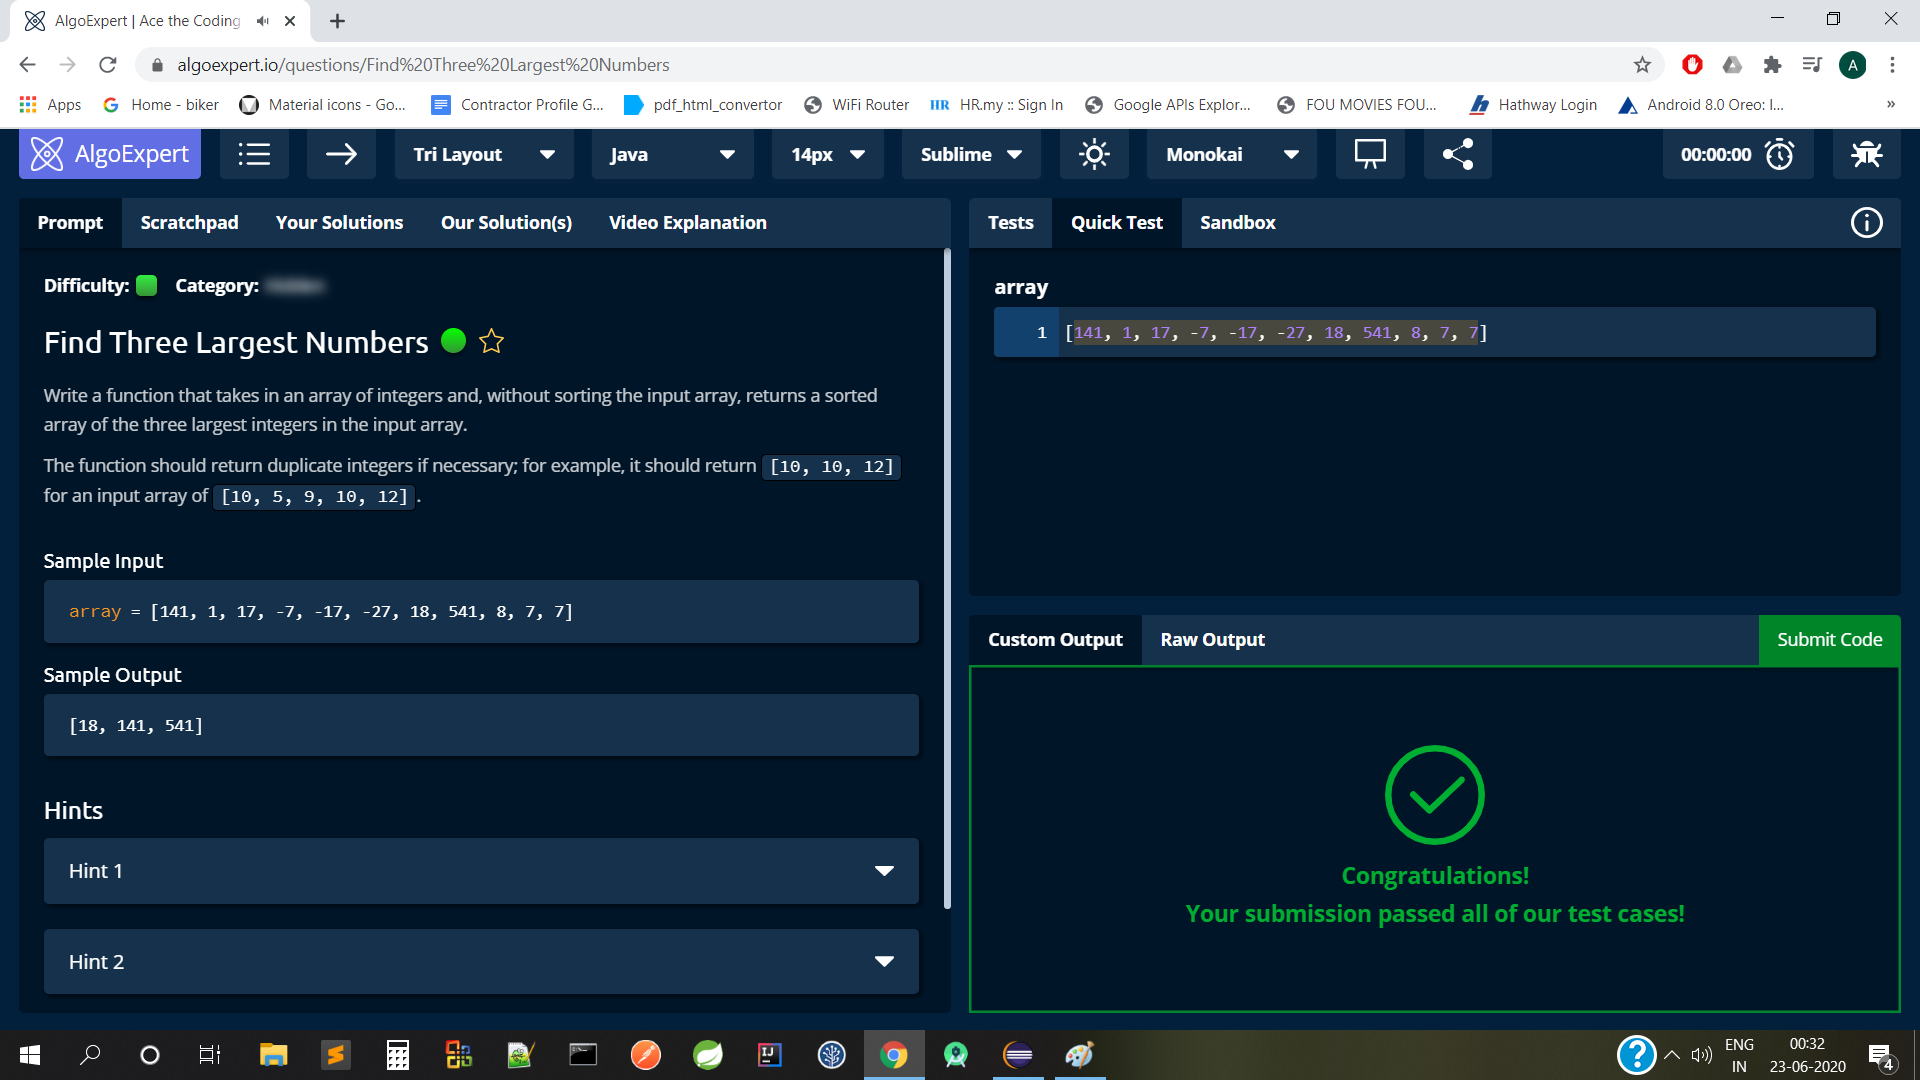 AlgoExpert | Ace the Coding
algoexpert.io/questions/Find%20Three%20Largest%20Numbers
A
Apps
Home - biker
Material icons - Go...
Contractor Profile G...
pdf_html_convertor
WiFi Router
HR HR.my :: Sign In
Google APIs Explor...
FOU MOVIES FOU...
Hathway Login
Android 8.0 Oreo: I...
»
AlgoExpert
Tri Layout
Java
14px
Sublime
Monokai
00:00:00
Prompt
Scratchpad
Your Solutions
Our Solution(s)
Video Explanation
Difficulty:
Category:
Find Three Largest Numbers
Write a function that takes in an array of integers and, without sorting the input array, returns a sorted
array of the three largest integers in the input array.
The function should return duplicate integers if necessary; for example, it should return [10, 10, 12]
for an input array of [10, 5, 9, 10, 12] .
Sample Input
array = [141, 1, 17, -7, -17, -27, 18, 541, 8, 7, 7]
Sample Output
[18, 141, 541]
Hints
Hint 1
Hint 2
Tests
Quick Test
Sandbox
array
1 [141, 1, 17, -7, -17, -27, 18, 541, 8, 7, 7]
Custom Output
Raw Output
Submit Code
Congratulations!
Your submission passed all of our test cases!
ENG
IN
00:32
23-06-2020
4